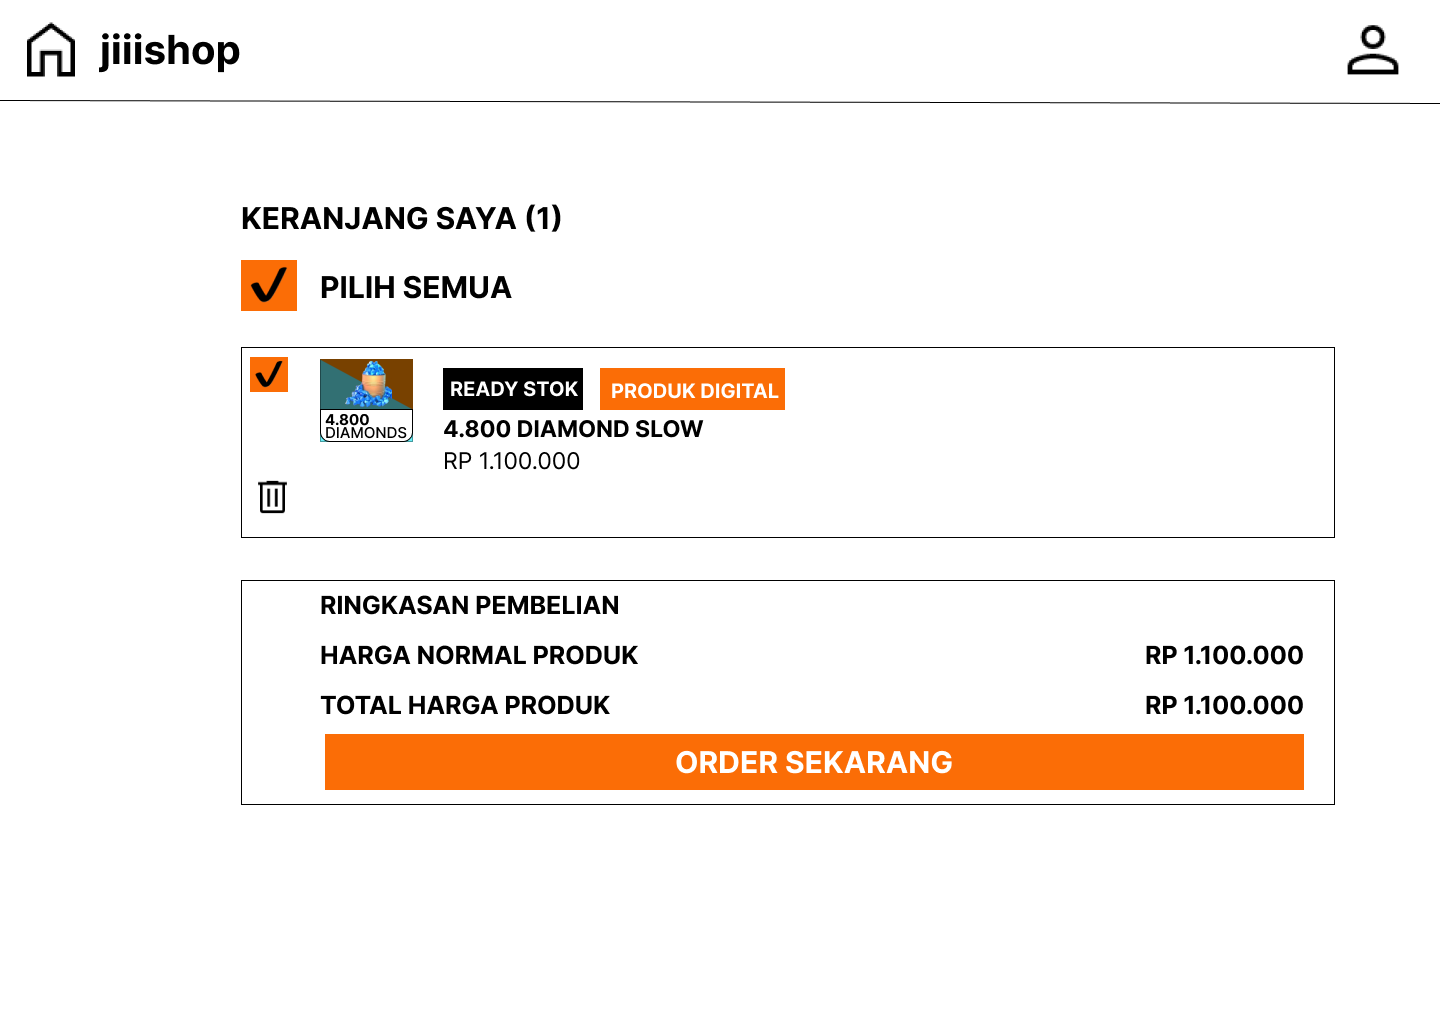 jiiishop
KERANJANG SAYA (1)
PILIH SEMUA
4.800
DIAMONDS
READY STOK
PRODUK DIGITAL
4.800 DIAMOND SLOW
RP 1.100.000
RINGKASAN PEMBELIAN
HARGA NORMAL PRODUK RP 1.100.000
TOTAL HARGA PRODUK RP 1.100.000
ORDER SEKARANG